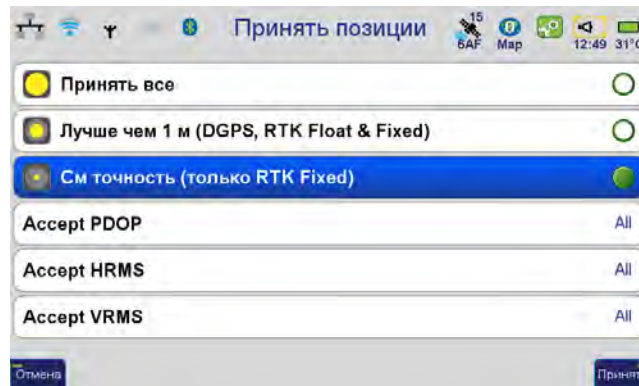 Принять позиции
15
6AF
Map
12:49 31°C
Принять все
Лучше чем 1 м (DGPS, RTK Float & Fixed)
См точность (только RTK Fixed)
Accept PDOP All
Accept HRMS All
Accept VRMS All
Отмена
Принят